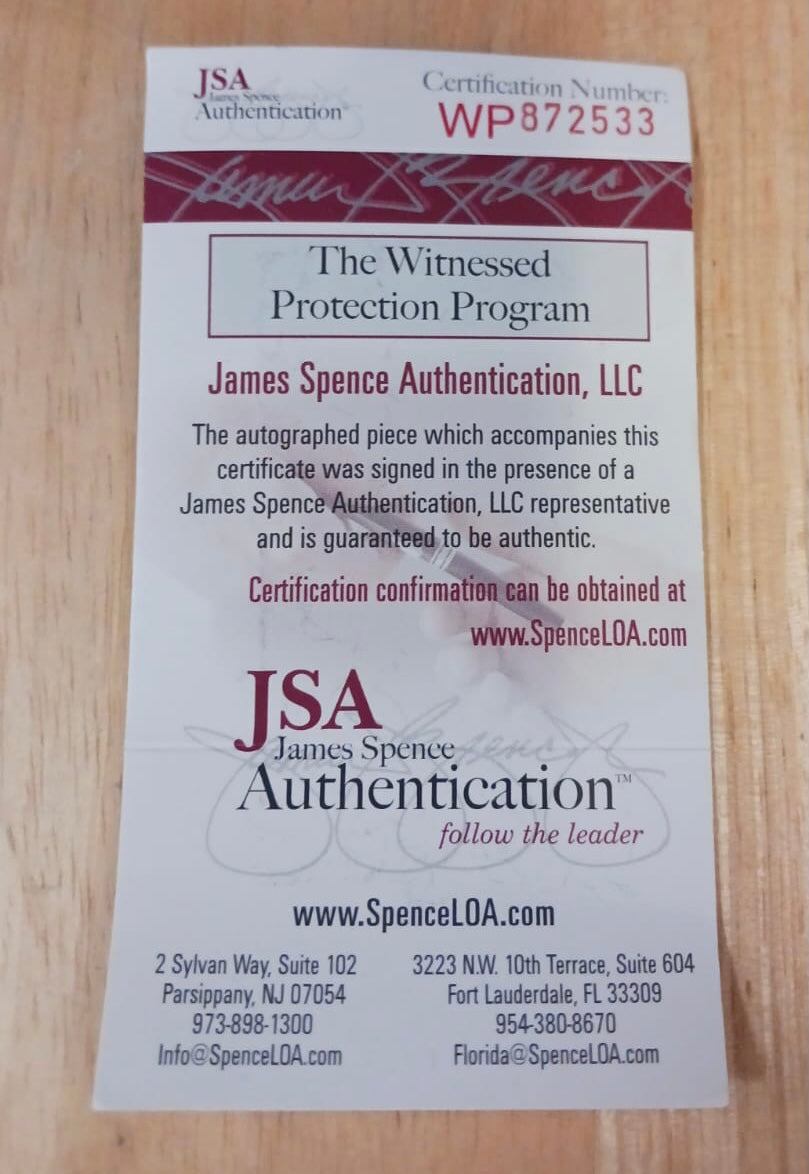 JSA
James Spence
Authentication
Certification Number:
WP872533
James Spence
The Witnessed
Protection Program
James Spence Authentication, LLC
The autographed piece which accompanies this
certificate was signed in the presence of a
James Spence Authentication, LLC representative
and is guaranteed to be authentic.
Certification confirmation can be obtained at
www.SpenceLOA.com
JSA
James Spence
Authentication™
follow the leader
www.SpenceLOA.com
2 Sylvan Way, Suite 102
Parsippany, NJ 07054
973-898-1300
Info@SpenceLOA.com
3223 N.W. 10th Terrace, Suite 604
Fort Lauderdale, FL 33309
954-380-8670
Florida@SpenceLOA.com